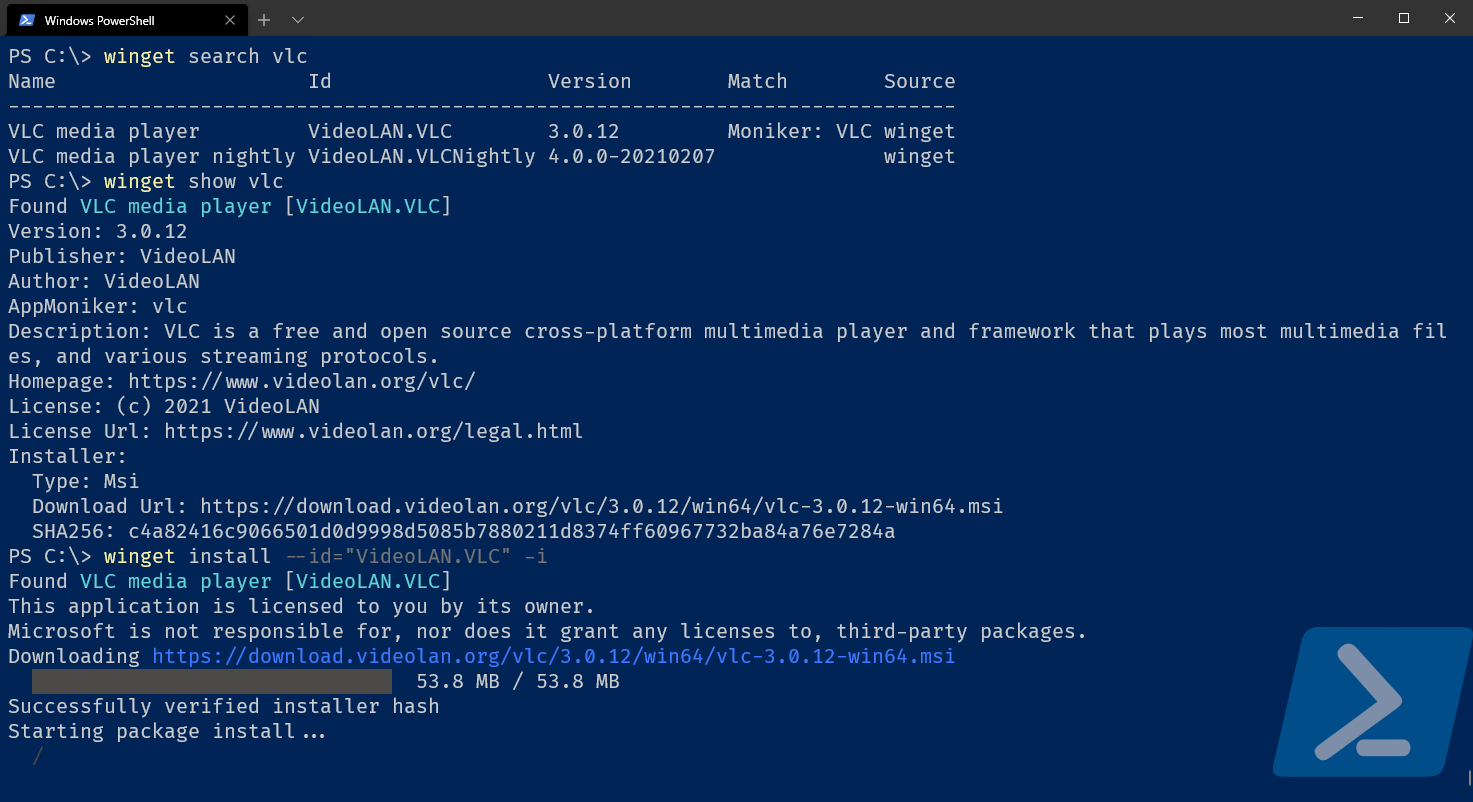 Windows PowerShell
PS C:\> winget search vlc
Name                     Id                  Version        Match        Source
-------------------------------------------------------------------------------
VLC media player         VideoLAN.VLC        3.0.12         Moniker: VLC winget
VLC media player nightly VideoLAN.VLCNightly 4.0.0-20210207              winget
PS C:\> winget show vlc
Found VLC media player [VideoLAN.VLC]
Version: 3.0.12
Publisher: VideoLAN
Author: VideoLAN
AppMoniker: vlc
Description: VLC is a free and open source cross-platform multimedia player and framework that plays most multimedia fil
es, and various streaming protocols.
Homepage: https://www.videolan.org/vlc/
License: (c) 2021 VideoLAN
License Url: https://www.videolan.org/legal.html
Installer:
  Type: Msi
  Download Url: https://download.videolan.org/vlc/3.0.12/win64/vlc-3.0.12-win64.msi
  SHA256: c4a82416c9066501d0d9998d5085b7880211d8374ff60967732ba84a76e7284a
PS C:\> winget install --id="VideoLAN.VLC" -i
Found VLC media player [VideoLAN.VLC]
This application is licensed to you by its owner.
Microsoft is not responsible for, nor does it grant any licenses to, third-party packages.
Downloading https://download.videolan.org/vlc/3.0.12/win64/vlc-3.0.12-win64.msi
53.8 MB / 53.8 MB
Successfully verified installer hash
Starting package install...
/